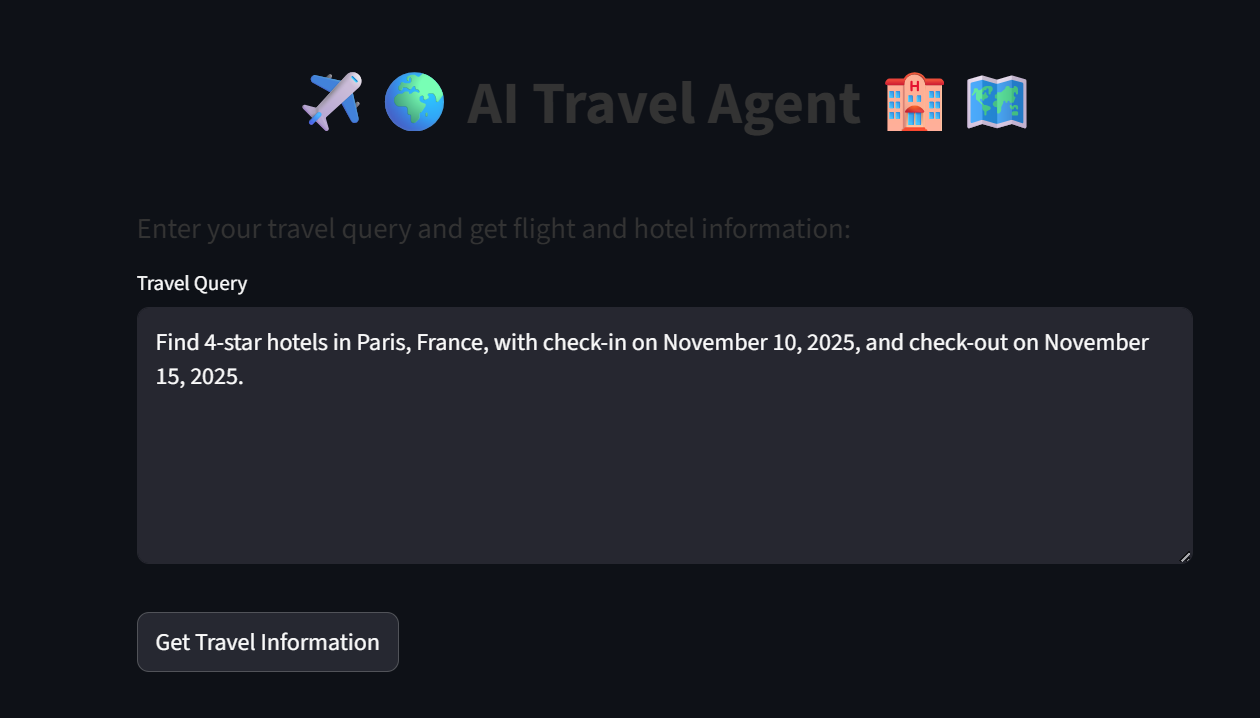 AI Travel Agent
Enter your travel query and get flight and hotel information:
Travel Query
Find 4-star hotels in Paris, France, with check-in on November 10, 2025, and check-out on November
15, 2025.
Get Travel Information